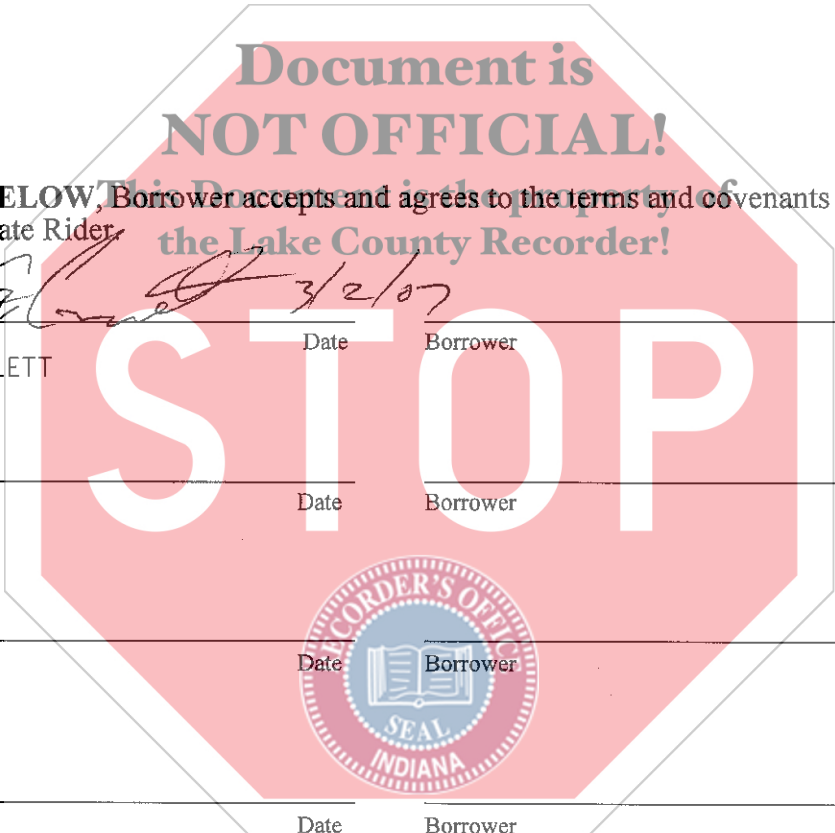 Document is
NOT OFFICIAL!
This Document is the property of
the Lake County Recorder!
ELOW, Borrower accepts and agrees to the terms and covenants
ate Rider.
3/2/07
Date Borrower
LETT
STOP
Date Borrower
RECORDER'S OFFICE
Date Borrower
SEAL
INDIANA
Date Borrower